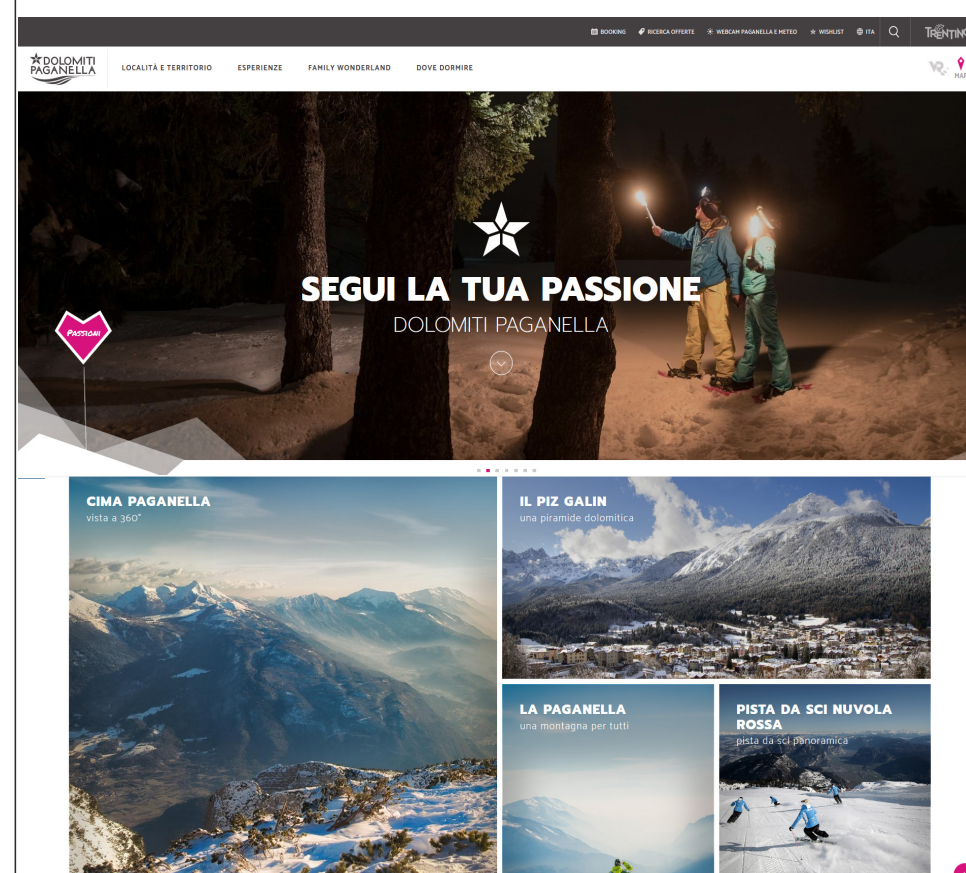 BOOKING RICERCA OFFERTE WEBCAM PAGANELLA E METEO WISHLIST ITA TRENTINO
DOLOMITI
PAGANELLA
LOCALITÀ E TERRITORIO ESPERIENZE FAMILY WONDERLAND DOVE DORMIRE
VR
SEGUI LA TUA PASSIONE
DOLOMITI PAGANELLA
PASSIONI
CIMA PAGANELLA
vista a 360°
IL PIZ GALIN
una piramide dolomitica
LA PAGANELLA
una montagna per tutti
PISTA DA SCI NUVOLA
ROSSA
pista da sci panoramica